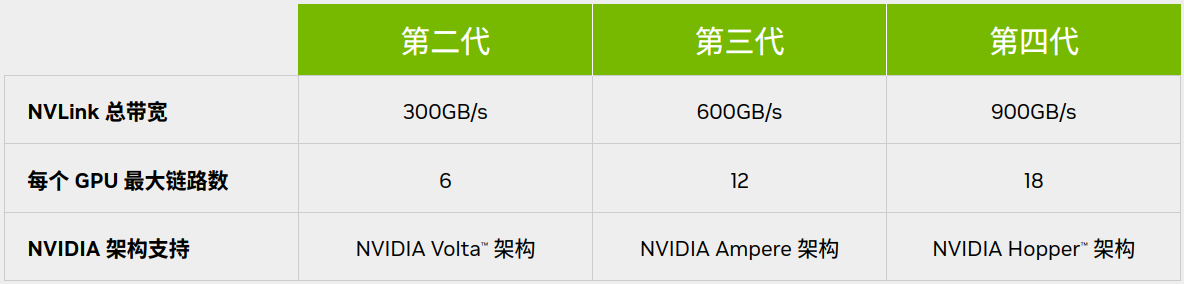 第二代 第三代 第四代
NVLink 总带宽 300GB/s 600GB/s 900GB/s
每个 GPU 最大链路数 6 12 18
NVIDIA 架构支持 NVIDIA Volta™ 架构 NVIDIA Ampere 架构 NVIDIA Hopper™ 架构